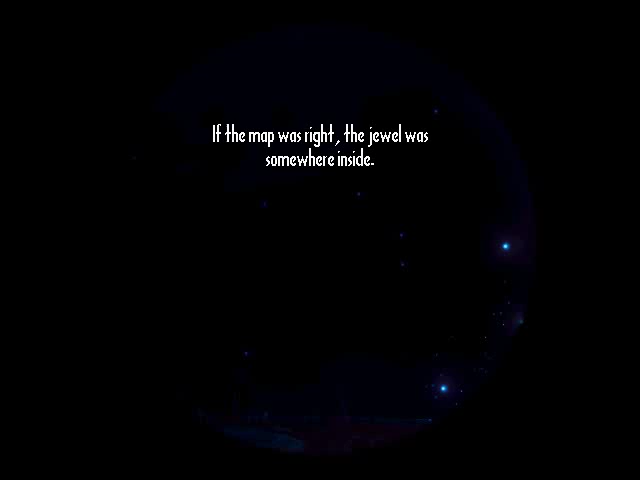 If the map was right, the jewel was
somewhere inside.